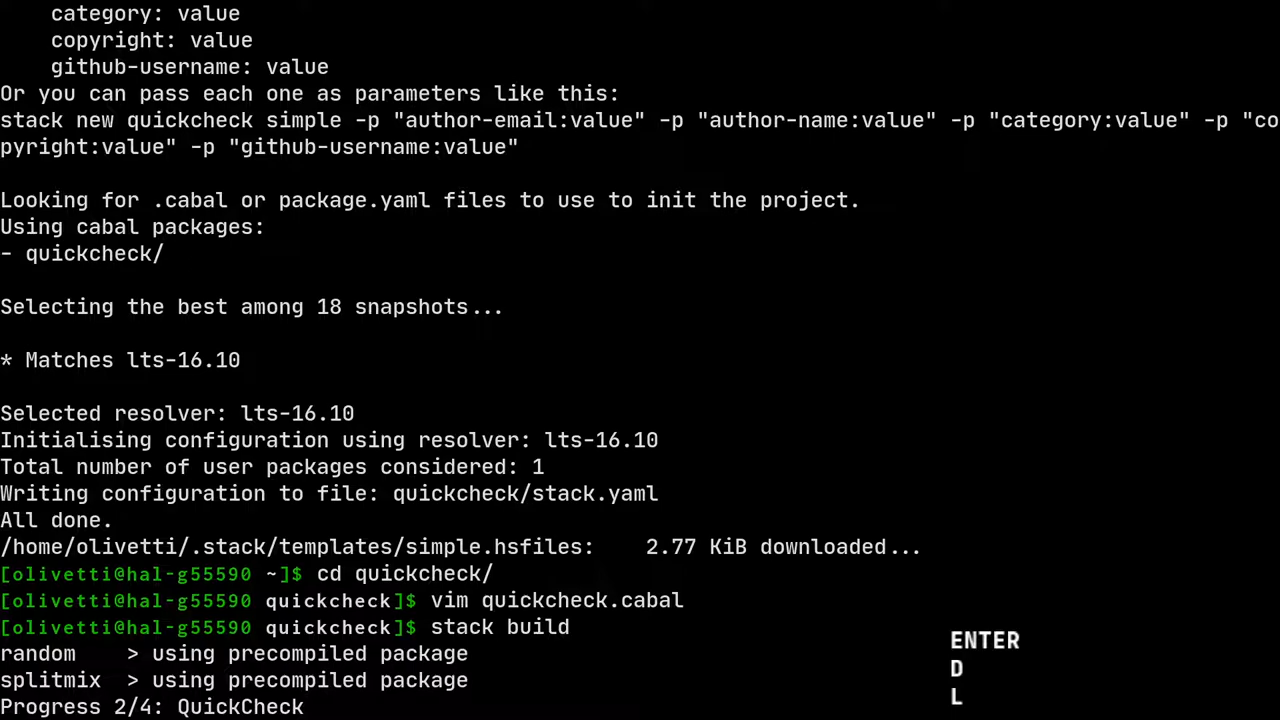 category: value
    copyright: value
    github-username: value
Or you can pass each one as parameters like this:
stack new quickcheck simple -p "author-email:value" -p "author-name:value" -p "category:value" -p "co
pyright:value" -p "github-username:value"

Looking for .cabal or package.yaml files to use to init the project.
Using cabal packages:
- quickcheck/

Selecting the best among 18 snapshots...

* Matches lts-16.10

Selected resolver: lts-16.10
Initialising configuration using resolver: lts-16.10
Total number of user packages considered: 1
Writing configuration to file: quickcheck/stack.yaml
All done.
/home/olivetti/.stack/templates/simple.hsfiles:    2.77 KiB downloaded...
[olivetti@hal-g55590 ~]$ cd quickcheck/
[olivetti@hal-g55590 quickcheck]$ vim quickcheck.cabal
[olivetti@hal-g55590 quickcheck]$ stack build
random    > using precompiled package
splitmix  > using precompiled package
Progress 2/4: QuickCheck
ENTER
D
L